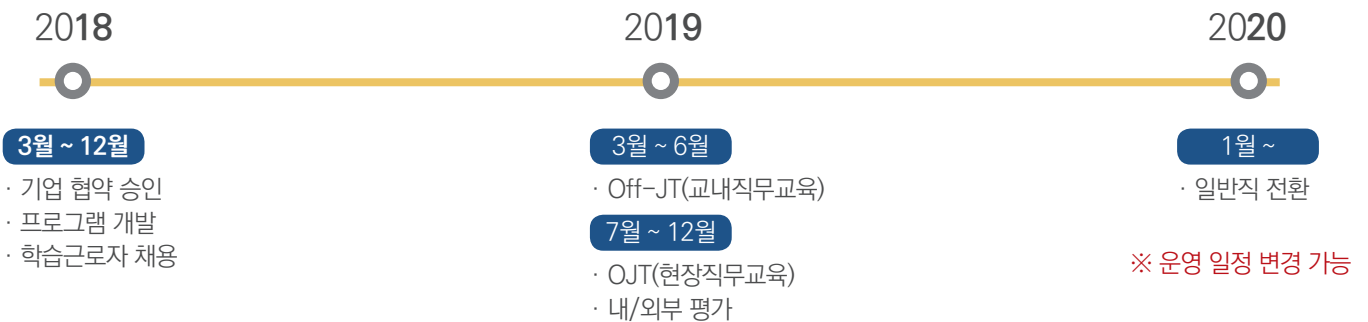 2018
3월 ~ 12월
· 기업 협약 승인
· 프로그램 개발
· 학습근로자 채용
2019
3월 ~ 6월
· Off-JT(교내직무교육)
7월 ~ 12월
· OJT(현장직무교육)
· 내/외부 평가
2020
1월 ~
· 일반직 전환
※ 운영 일정 변경 가능